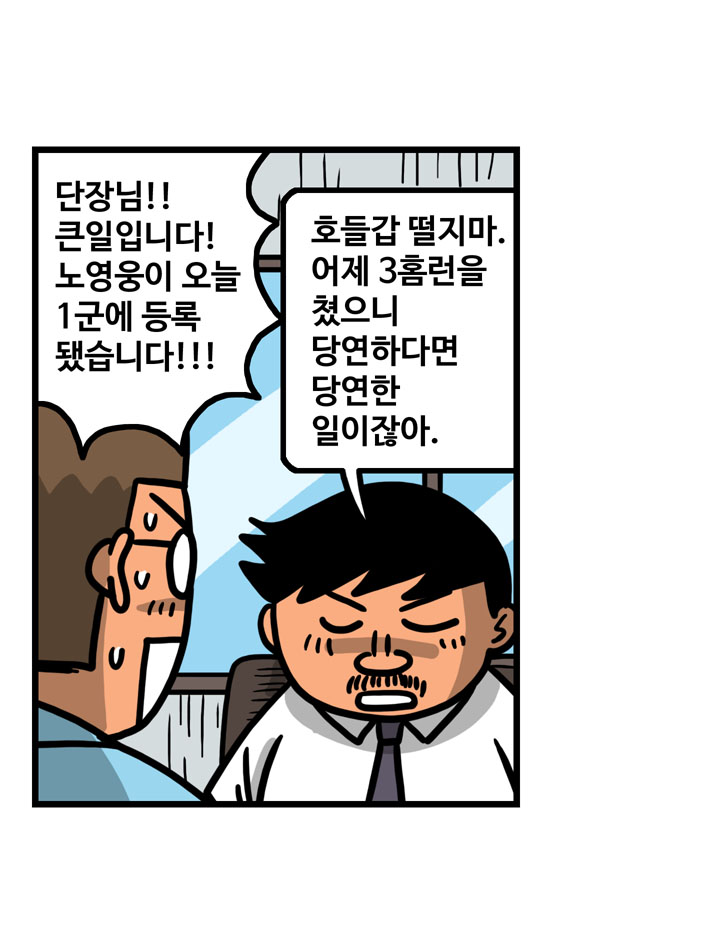 단장님!!
큰일입니다!
노영웅이 오늘
1군에 등록
됐습니다!!!
호들갑 떨지마.
어제 3홈런을
쳤으니
당연하다면
당연한
일이잖아.